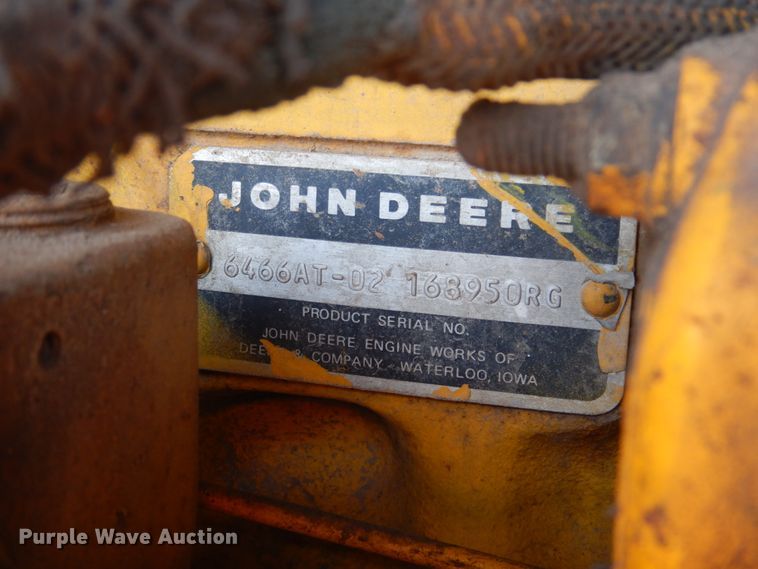 JOHN DEERE
6466AT-02 168950RG
PRODUCT SERIAL NO.
JOHN DEERE ENGINE WORKS OF
DEERE & COMPANY WATERLOO, IOWA
Purple Wave Auction